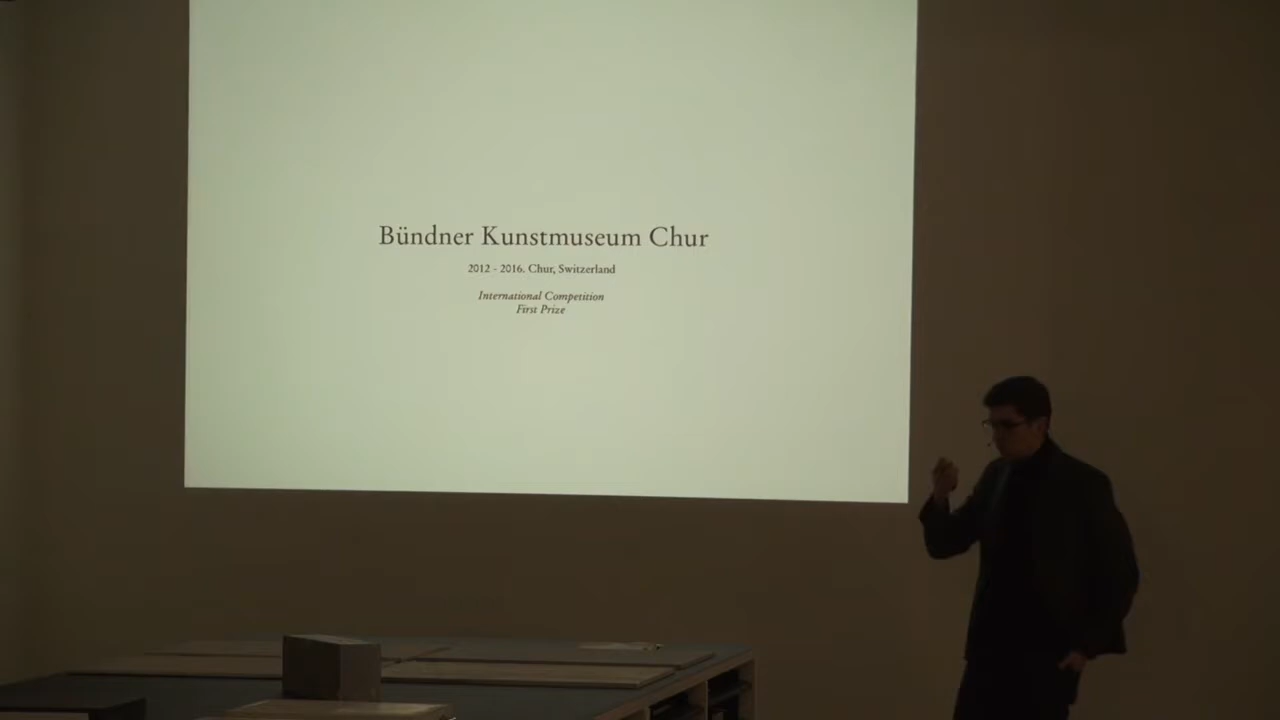 Bündner Kunstmuseum Chur
2012 - 2016. Chur, Switzerland
International Competition
First Prize